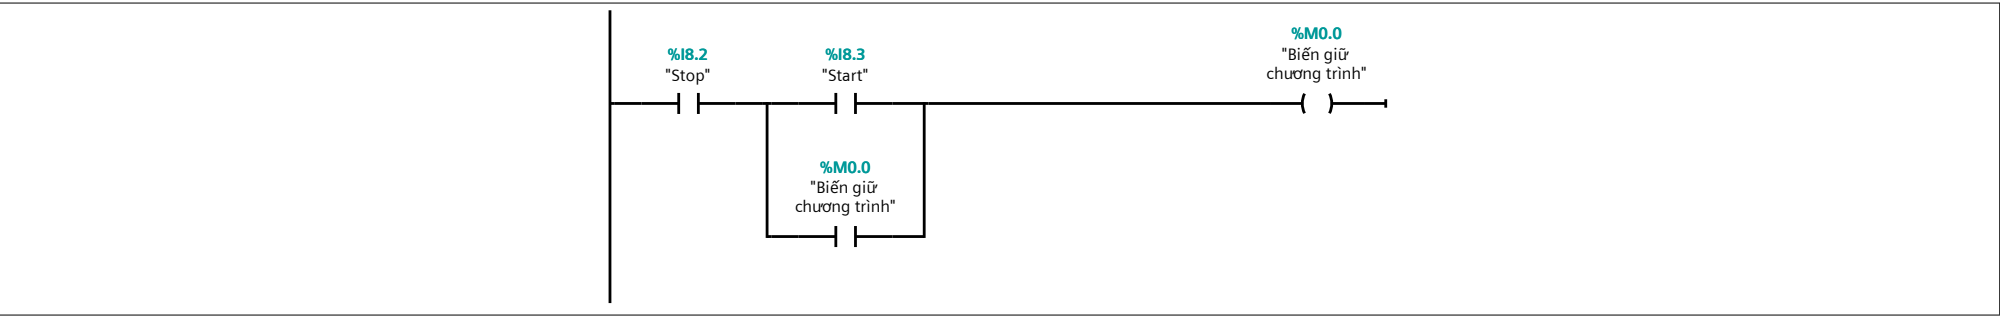 %M0.0
"Biến giữ
chương trình"
%I8.2
"Stop"
%I8.3
"Start"
%M0.0
"Biến giữ
chương trình"